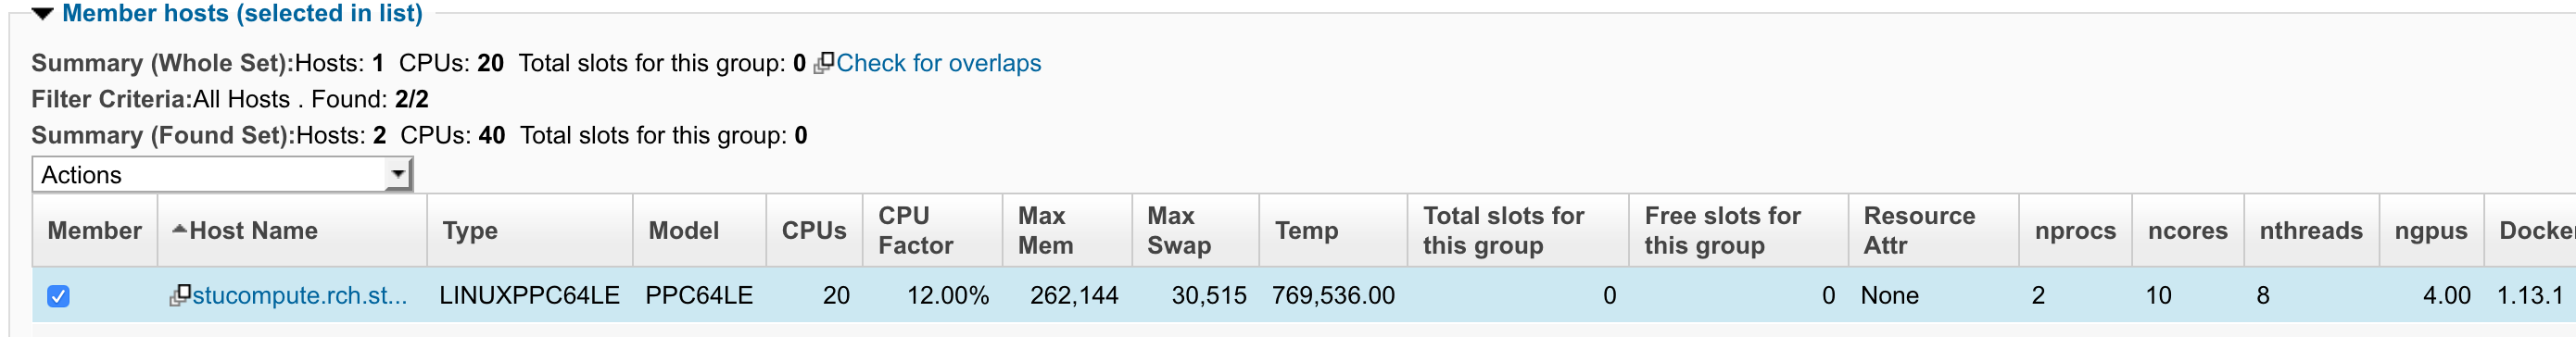 Member hosts (selected in list)
Summary (Whole Set):Hosts: 1 CPUs: 20 Total slots for this group: 0 Check for overlaps
Filter Criteria:All Hosts . Found: 2/2
Summary (Found Set):Hosts: 2 CPUs: 40 Total slots for this group: 0
Actions
Member Host Name Type Model CPUs CPU Factor Max Mem Max Swap Temp Total slots for this group Free slots for this group Resource Attr nprocs ncores nthreads ngpus
stucompute.rch.st... LINUXPPC64LE PPC64LE 20 12.00% 262,144 30,515 769,536.00 0 0 None 2 10 8 4.00 1.13.1